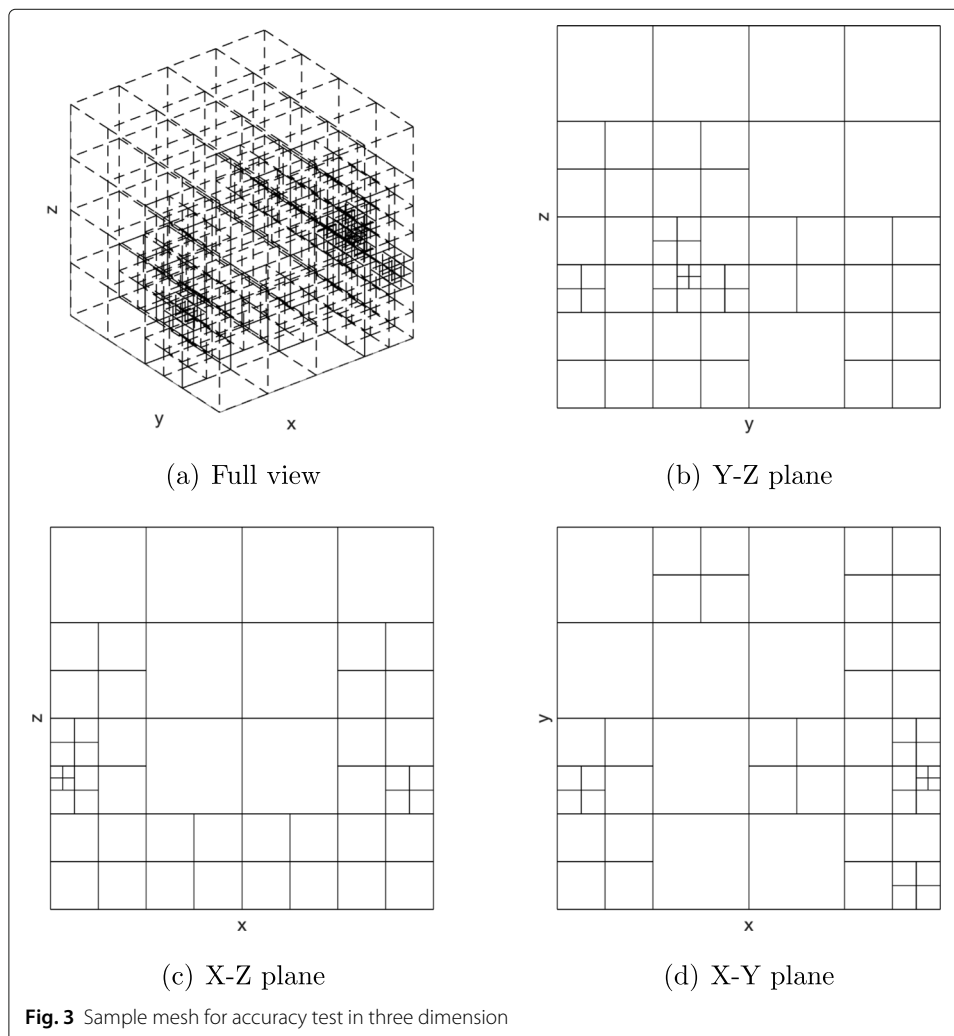 z
y
x
(a) Full view
z
y
(b) Y-Z plane
z
x
(c) X-Z plane
y
x
(d) X-Y plane
Fig. 3 Sample mesh for accuracy test in three dimension